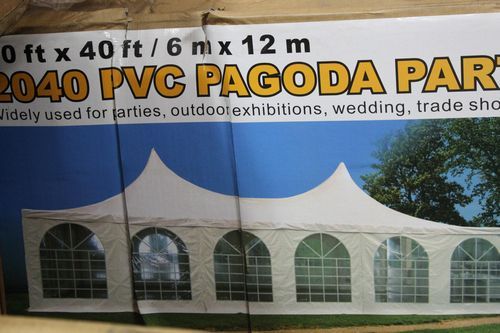 0 ft x 40 ft / 6 m x 12 m
2040 PVC PAGODA PART
Widely used for parties, outdoor exhibitions, wedding, trade sho